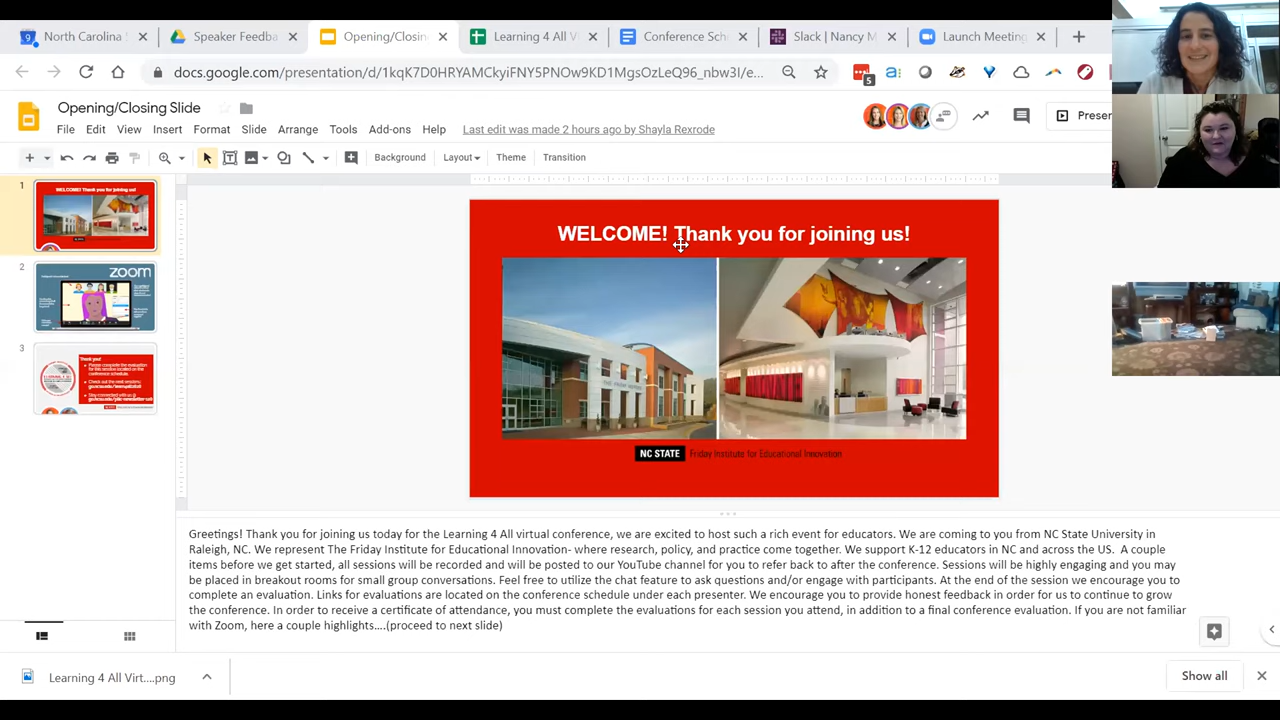 North Carolina
Speaker Feedba
Opening/Closin
Learning 4 All V
Conference Sch
Slack | Nancy M
Launch Meeting
docs.google.com/presentation/d/1kqK7D0HRYAMCkyiFNY5PNOw9KD1MgsOzLeQ96_nbw3I/e...
5
Opening/Closing Slide
File Edit View Insert Format Slide Arrange Tools Add-ons Help Last edit was made 2 hours ago by Shayla Rexrode
Presen
Background Layout Theme Transition
1
WELCOME! Thank you for joining us!
2
zoom
3
Thank you!
WELCOME! Thank you for joining us!
NC STATE Friday Institute for Educational Innovation
Greetings! Thank you for joining us today for the Learning 4 All virtual conference, we are excited to host such a rich event for educators. We are coming to you from NC State University in
Raleigh, NC. We represent The Friday Institute for Educational Innovation- where research, policy, and practice come together. We support K-12 educators in NC and across the US. A couple
items before we get started, all sessions will be recorded and will be posted to our YouTube channel for you to refer back to after the conference. Sessions will be highly engaging and you may
be placed in breakout rooms for small group conversations. Feel free to utilize the chat feature to ask questions and/or engage with participants. At the end of the session we encourage you to
complete an evaluation. Links for evaluations are located on the conference schedule under each presenter. We encourage you to provide honest feedback in order for us to continue to grow
the conference. In order to receive a certificate of attendance, you must complete the evaluations for each session you attend, in addition to a final conference evaluation. If you are not familiar
with Zoom, here a couple highlights....(proceed to next slide)
Learning 4 All Virt....png
Show all